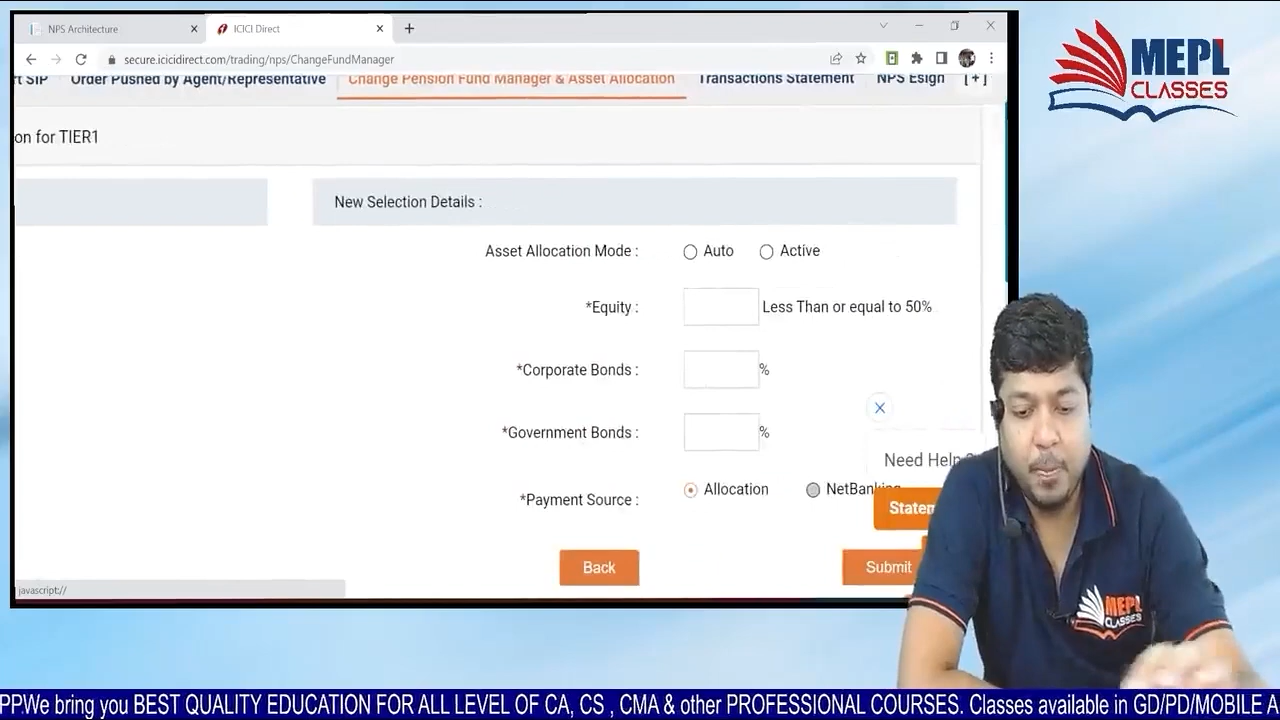 NPS Architecture
ICICI Direct
secure.icicidirect.com/trading/nps/ChangeFundManager
ct SIP
Order Pushed by Agent/Representative
Change Pension Fund Manager & Asset Allocation
Transactions Statement
NPS Esign
[+]
on for TIER1
New Selection Details :
Asset Allocation Mode :
Auto
Active
*Equity :
Less Than or equal to 50%
*Corporate Bonds :
%
*Government Bonds :
%
Need Help
*Payment Source :
Allocation
NetBanking
Statem
Back
Submit
javascript://
MEPL
CLASSES
MEPL
CLASSES
PP.We bring you BEST QUALITY EDUCATION FOR ALL LEVEL OF CA, CS , CMA & other PROFESSIONAL COURSES. Classes available in GD/PD/MOBILE A